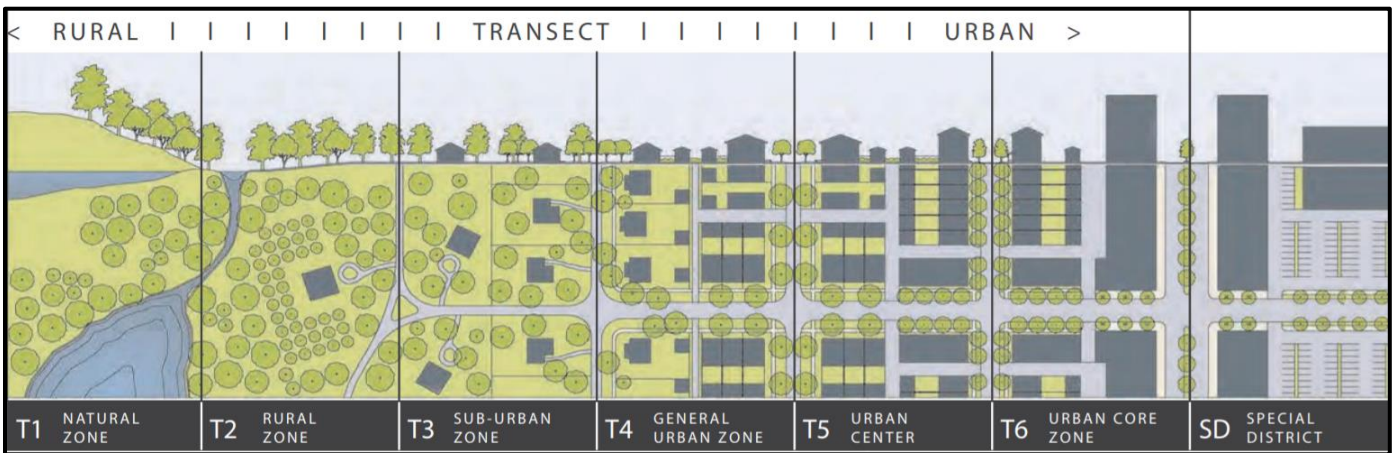 < RURAL | | | | | | | | TRANSECT | | | | | | | | URBAN >
T1 NATURAL
ZONE
T2 RURAL
ZONE
T3 SUB-URBAN
ZONE
T4 GENERAL
URBAN ZONE
T5 URBAN
CENTER
T6 URBAN CORE
ZONE
SD SPECIAL
DISTRICT